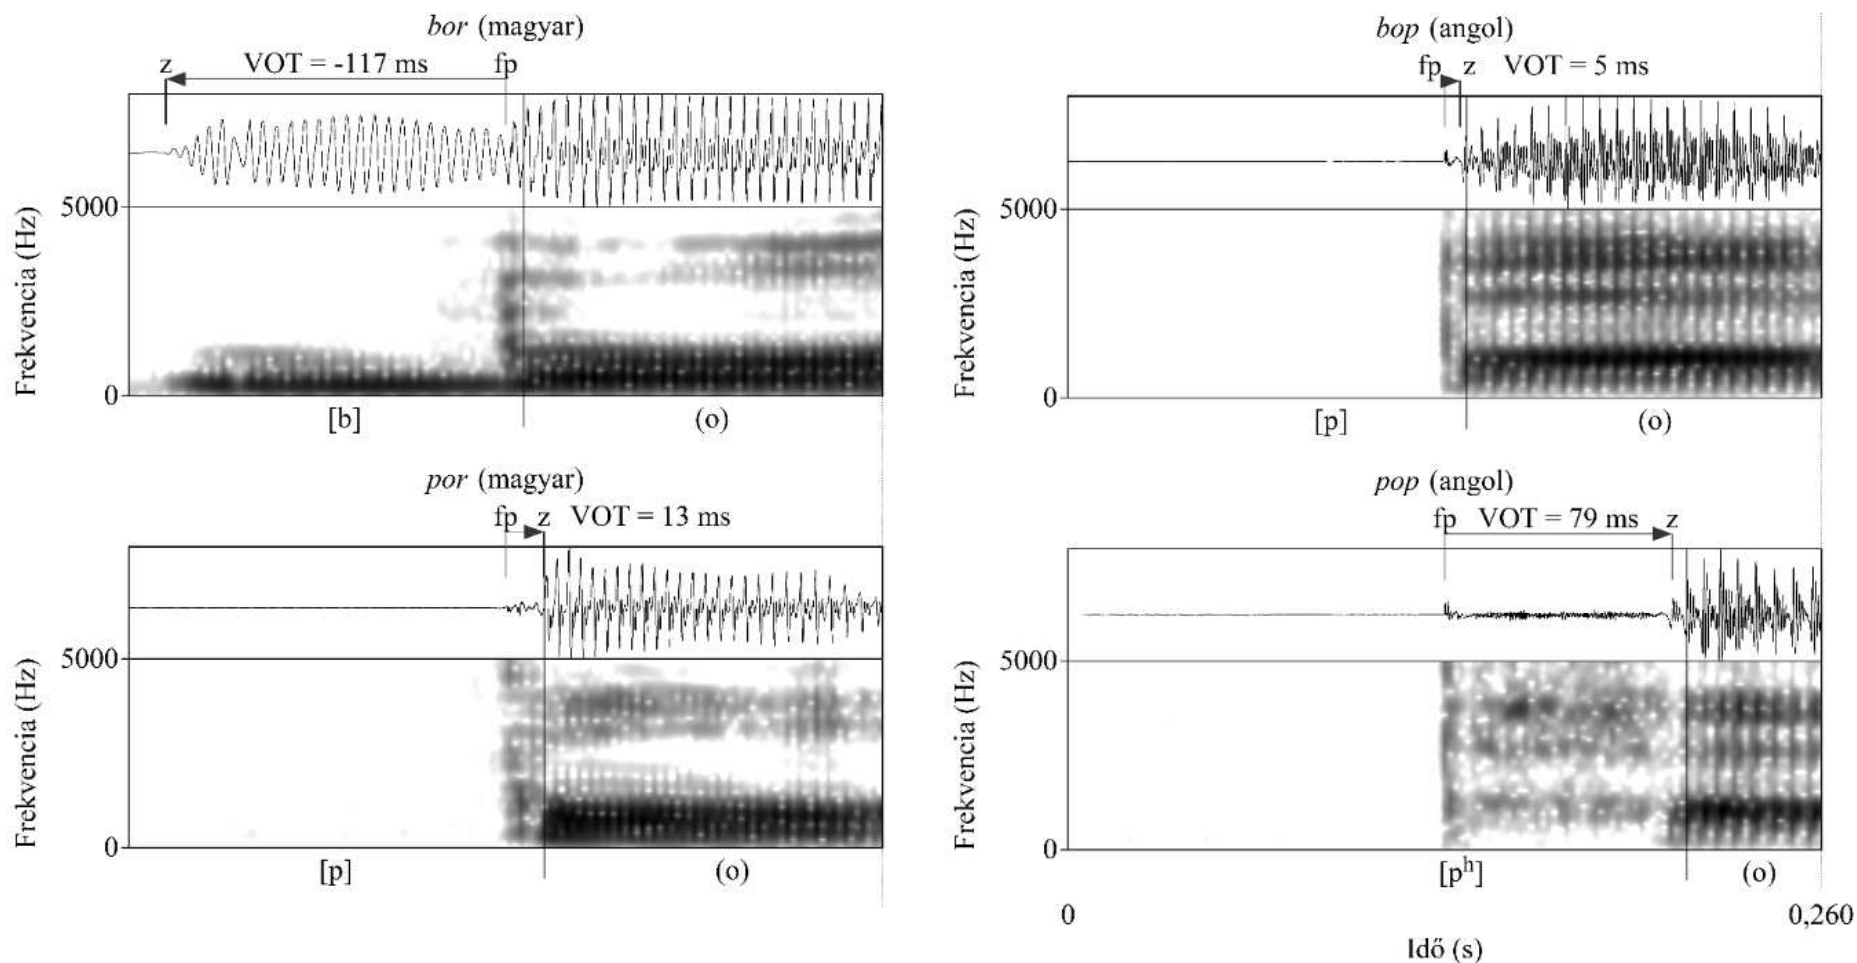 bor (magyar)
z VOT = -117 ms fp
5000
Frekvencia (Hz)
0
[b] (o)
bop (angol)
fp z VOT = 5 ms
5000
Frekvencia (Hz)
0
[p] (o)
por (magyar)
fp z VOT = 13 ms
5000
Frekvencia (Hz)
0
[p] (o)
pop (angol)
fp VOT = 79 ms z
5000
Frekvencia (Hz)
0
[pʰ] (o)
0 0,260
Idő (s)